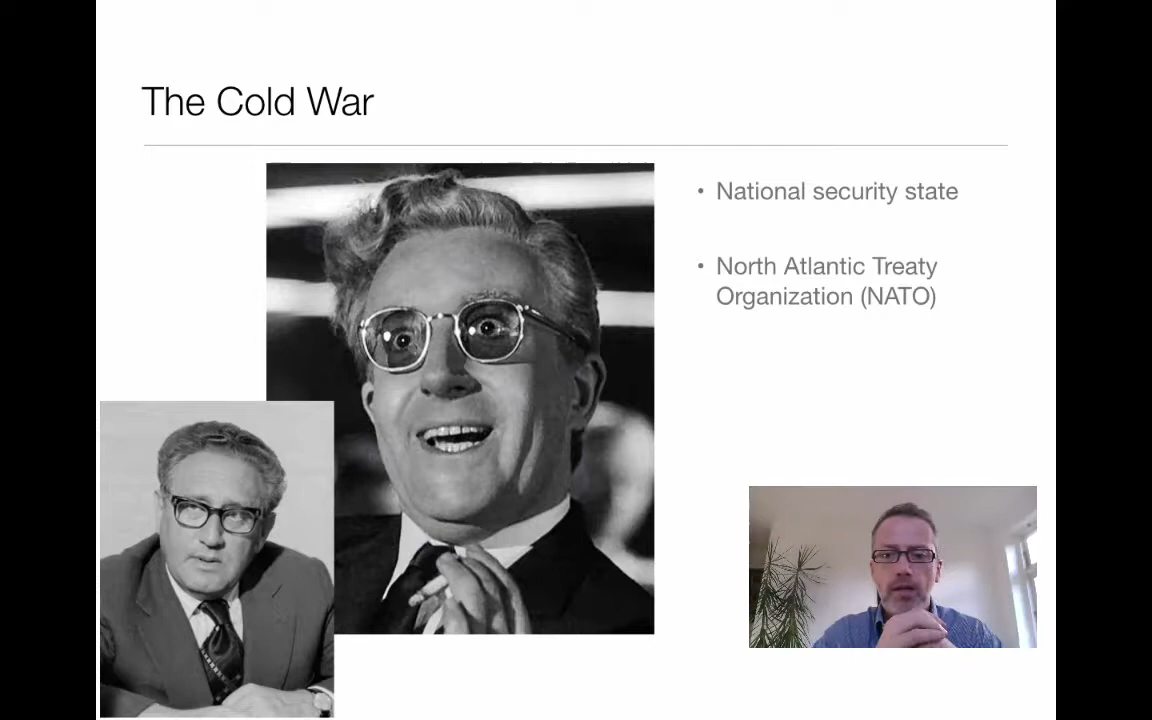 The Cold War
• National security state
• North Atlantic Treaty
Organization (NATO)